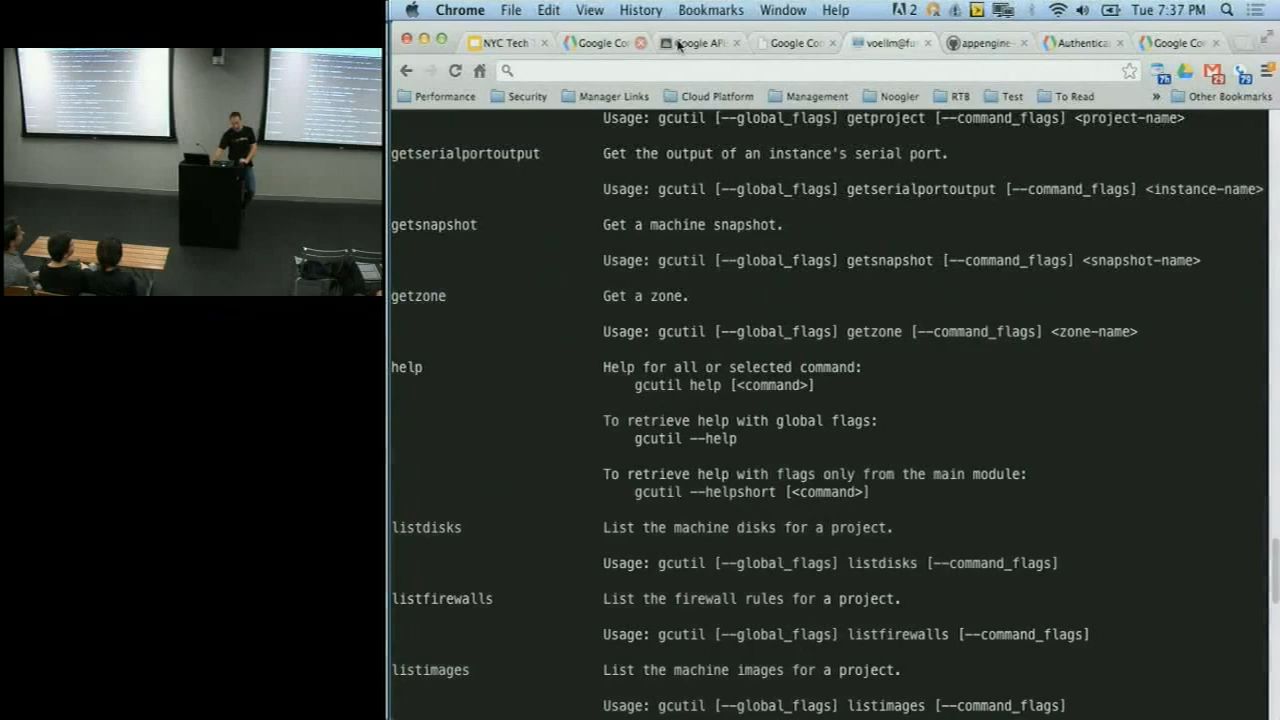 Chrome File Edit View History Bookmarks Window Help 2 Tue 7:37 PM
NYC Tech Google Co Google AP Google Co voellm@fu appengine- Authentica Google Co
Performance Security Manager Links Cloud Platform Management Noogler RTB Test To Read » Other Bookmarks
Usage: gcutil [--global_flags] getproject [--command_flags] <project-name>
getserialportoutput Get the output of an instance's serial port.
Usage: gcutil [--global_flags] getserialportoutput [--command_flags] <instance-name>
getsnapshot Get a machine snapshot.
Usage: gcutil [--global_flags] getsnapshot [--command_flags] <snapshot-name>
getzone Get a zone.
Usage: gcutil [--global_flags] getzone [--command_flags] <zone-name>
help Help for all or selected command:
gcutil help [<command>]
To retrieve help with global flags:
gcutil --help
To retrieve help with flags only from the main module:
gcutil --helpshort [<command>]
listdisks List the machine disks for a project.
Usage: gcutil [--global_flags] listdisks [--command_flags]
listfirewalls List the firewall rules for a project.
Usage: gcutil [--global_flags] listfirewalls [--command_flags]
listimages List the machine images for a project.
Usage: gcutil [--global_flags] listimages [--command_flags]